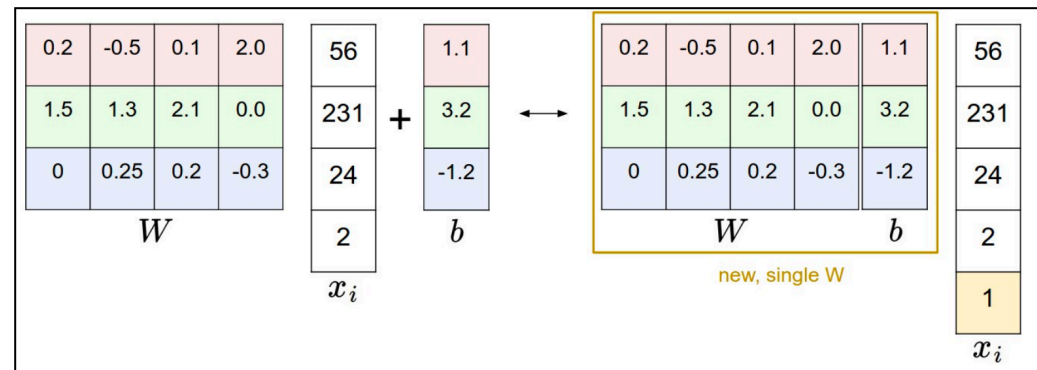 0.2 -0.5 0.1 2.0 56 1.1 0.2 -0.5 0.1 2.0 1.1 56
1.5 1.3 2.1 0.0 231 + 3.2 ↔ 1.5 1.3 2.1 0.0 3.2 231
0 0.25 0.2 -0.3 24 -1.2 0 0.25 0.2 -0.3 -1.2 24
W 2 b W b 2
new, single W
x_i 1
x_i